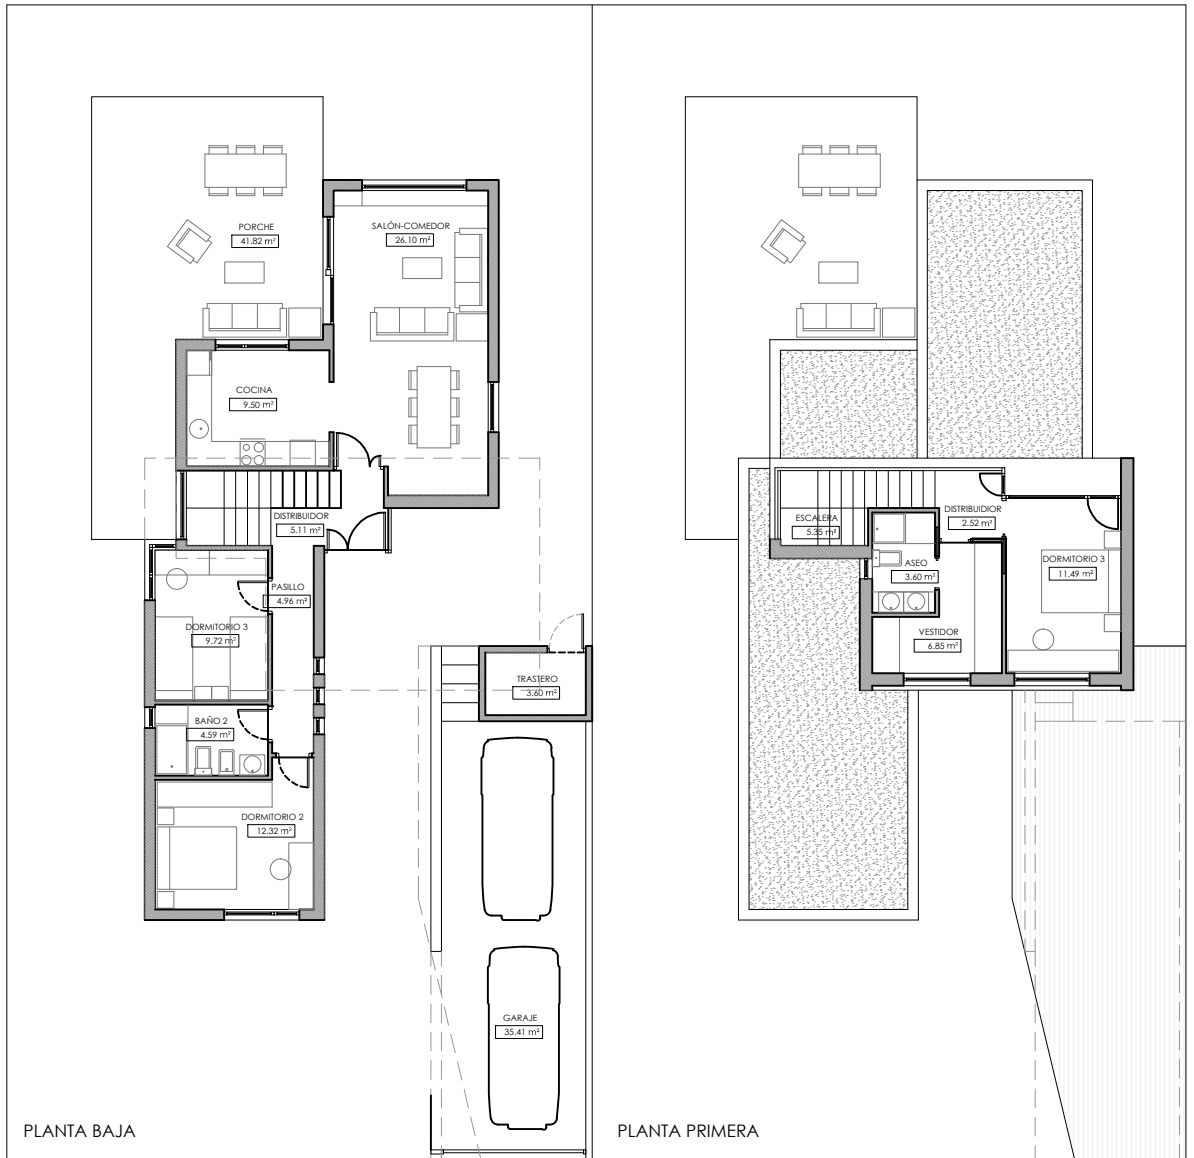 PORCHE
41.82 m²
SALÓN-COMEDOR
26.10 m²
COCINA
9.50 m²
DISTRIBUIDOR
5.11 m²
PASILLO
4.96 m²
DORMITORIO 3
9.72 m²
BAÑO 2
4.59 m²
DORMITORIO 2
12.32 m²
TRASTERO
3.60 m²
GARAJE
35.41 m²
PLANTA BAJA
ESCALERA
5.35 m²
DISTRIBUIDIOR
2.52 m²
ASEO
3.60 m²
DORMITORIO 3
11.49 m²
VESTIDOR
6.85 m²
PLANTA PRIMERA